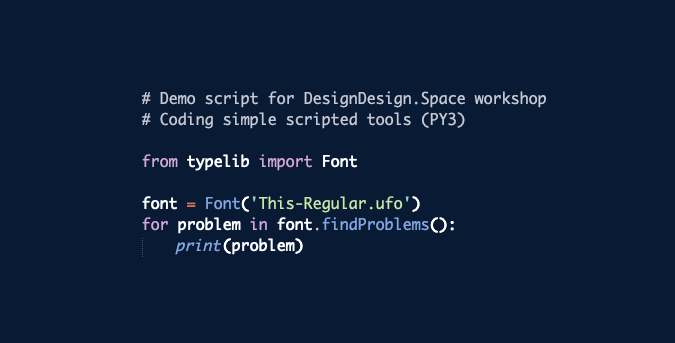 # Demo script for DesignDesign.Space workshop
# Coding simple scripted tools (PY3)
from typelib import Font
font = Font('This-Regular.ufo')
for problem in font.findProblems():
    print(problem)